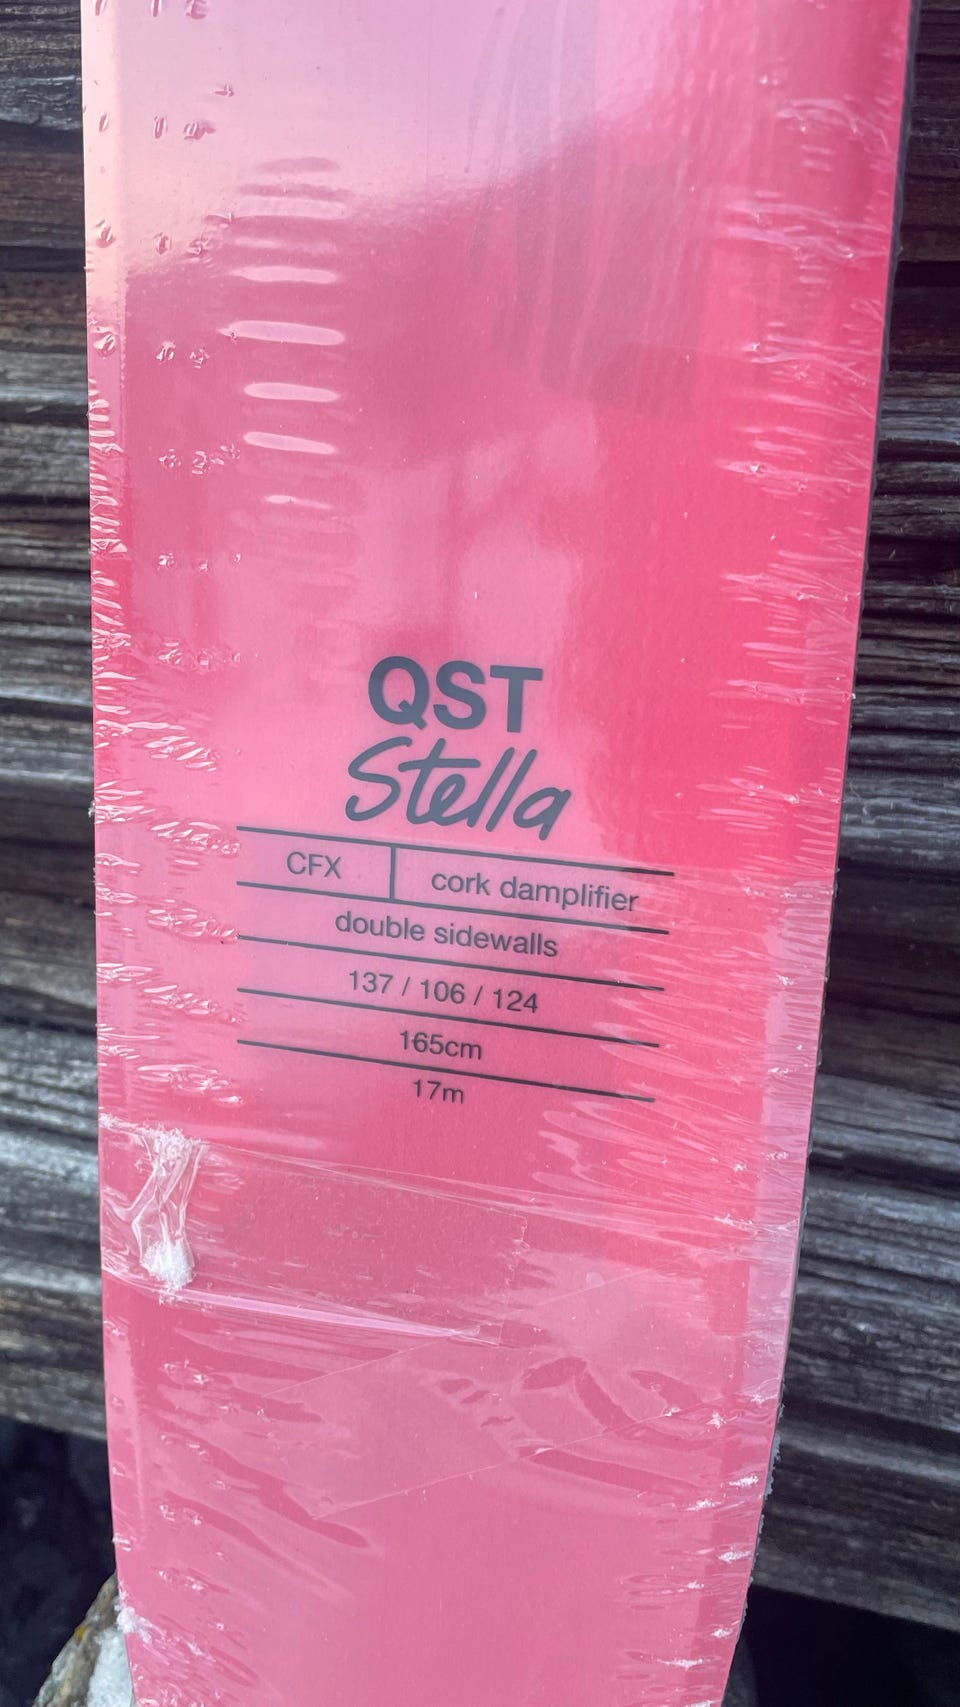 QST
Stella
CFX cork damplifier
double sidewalls
137 / 106 / 124
165cm
17m